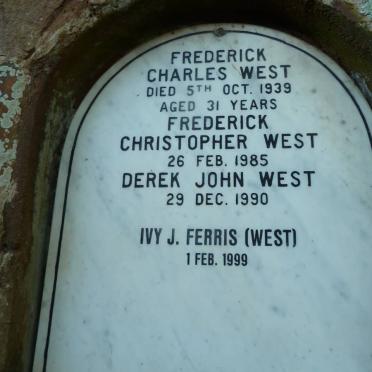 FREDERICK
CHARLES WEST
DIED 5TH OCT. 1939
AGED 31 YEARS
FREDERICK
CHRISTOPHER WEST
26 FEB. 1985
DEREK JOHN WEST
29 DEC. 1990
IVY J. FERRIS (WEST)
1 FEB. 1999